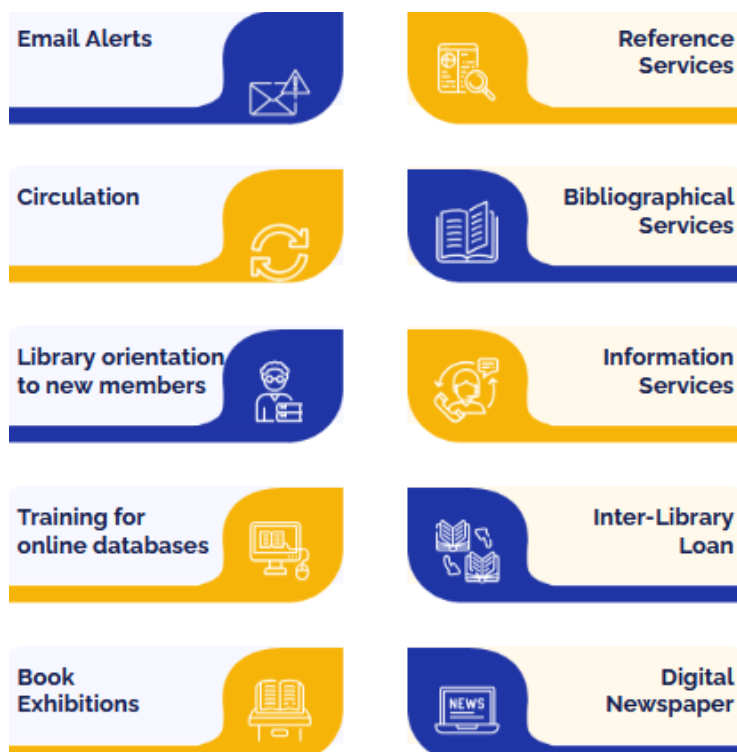 Email Alerts
Reference
Services
Circulation
Bibliographical
Services
Library orientation
to new members
Information
Services
Training for
online databases
Inter-Library
Loan
Book
Exhibitions
NEWS
Digital
Newspaper